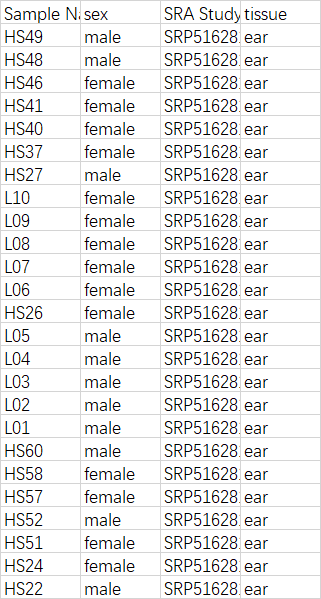 Sample Na sex SRA Study tissue
HS49 male SRP51628 ear
HS48 male SRP51628 ear
HS46 female SRP51628 ear
HS41 female SRP51628 ear
HS40 female SRP51628 ear
HS37 female SRP51628 ear
HS27 male SRP51628 ear
L10 female SRP51628 ear
L09 female SRP51628 ear
L08 female SRP51628 ear
L07 female SRP51628 ear
L06 female SRP51628 ear
HS26 female SRP51628 ear
L05 male SRP51628 ear
L04 male SRP51628 ear
L03 male SRP51628 ear
L02 male SRP51628 ear
L01 male SRP51628 ear
HS60 male SRP51628 ear
HS58 female SRP51628 ear
HS57 female SRP51628 ear
HS52 male SRP51628 ear
HS51 female SRP51628 ear
HS24 female SRP51628 ear
HS22 male SRP51628 ear